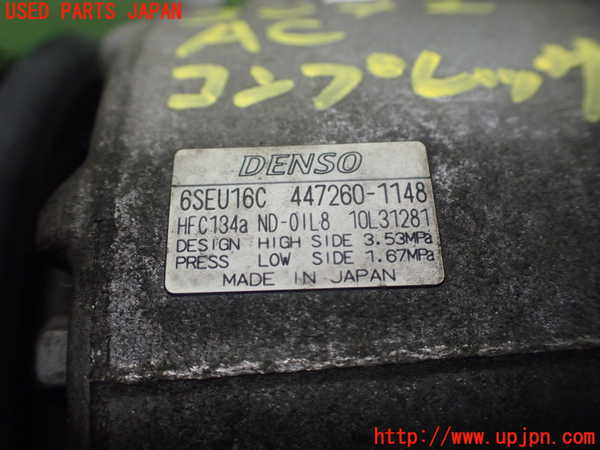 USED PARTS JAPAN
AC
コンプレッサ
DENSO
6SEU16C 447260-1148
HFC134a ND-OIL8 10L31281
DESIGN HIGH SIDE 3.53MPa
PRESS LOW SIDE 1.67MPa
MADE IN JAPAN
www.upjpn.com